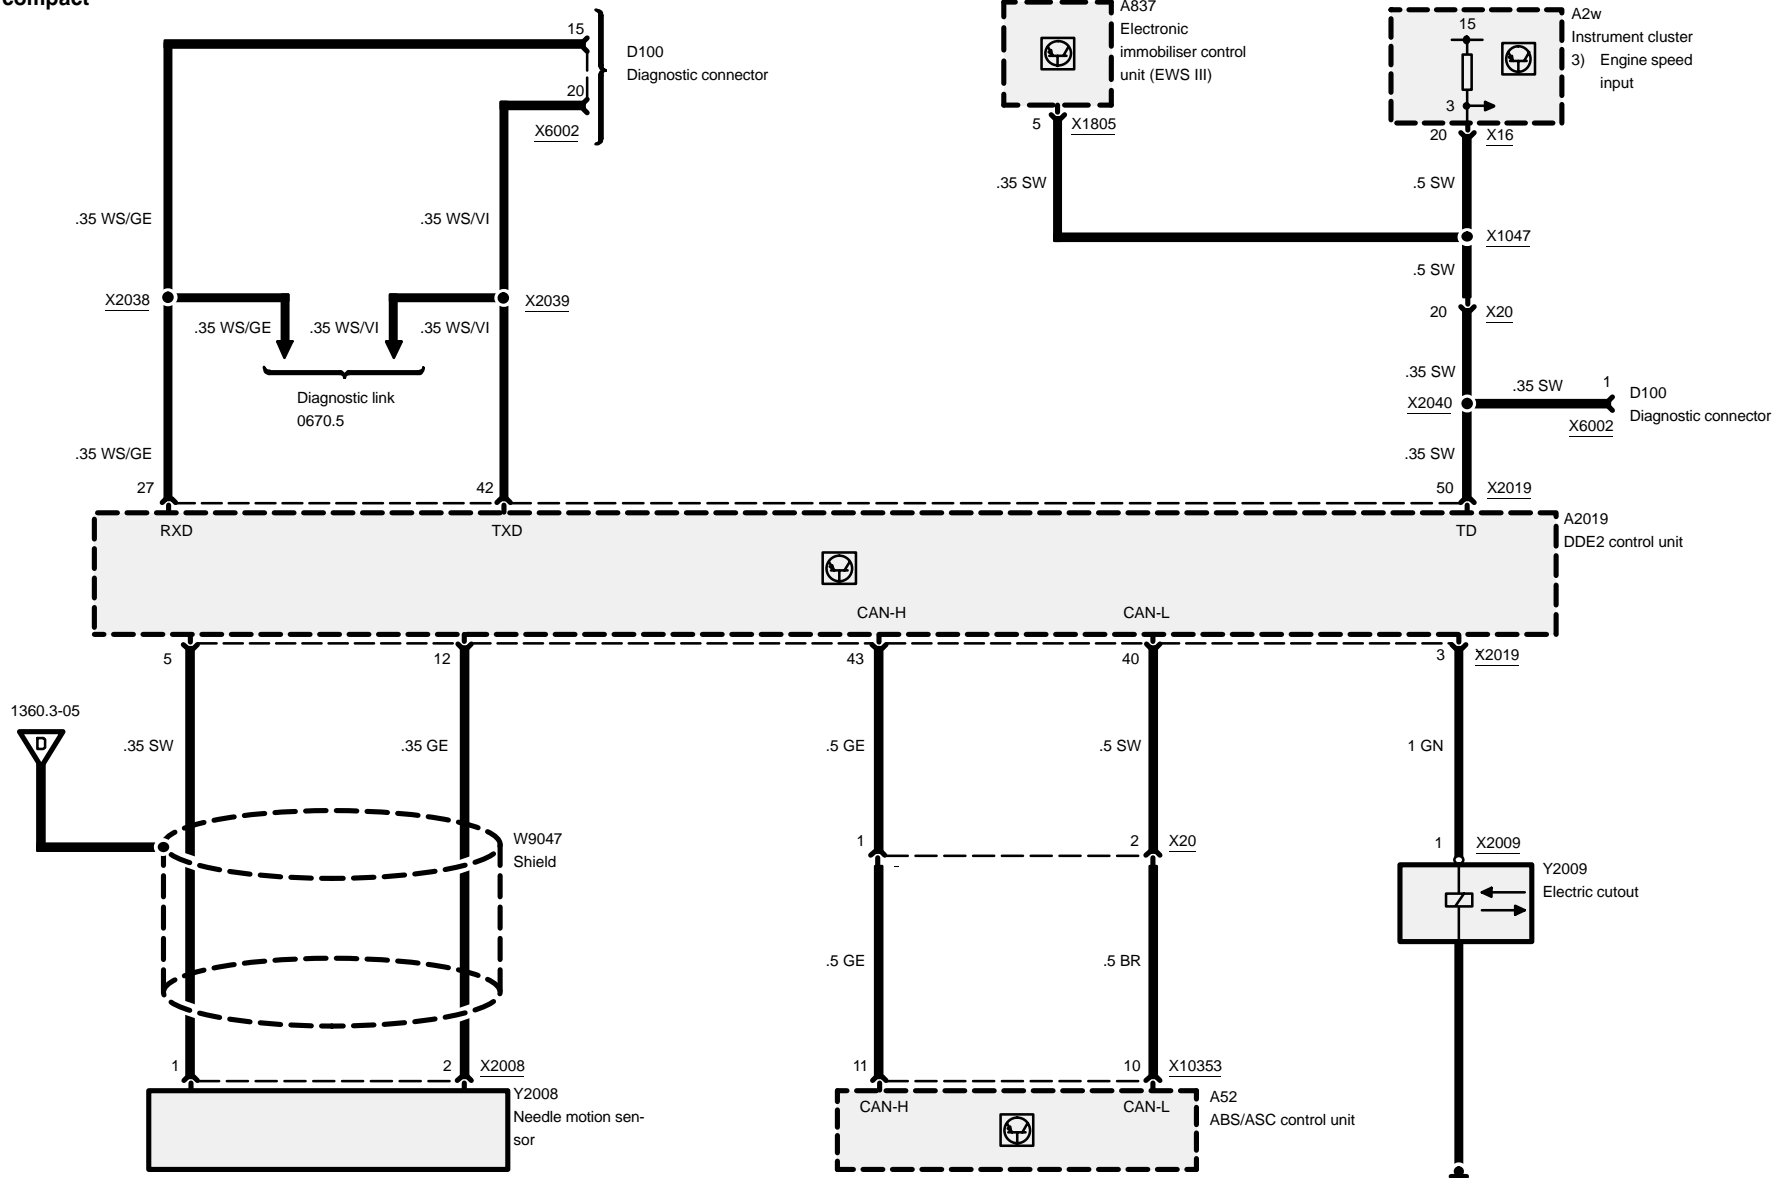 compact
15
D100
Diagnostic connector
20
X6002
A837
Electronic
immobiliser control
unit (EWS III)
5
X1805
15
A2w
Instrument cluster
3) Engine speed
input
3
20
X16
.35 SW
.5 SW
.35 WS/GE
.35 WS/VI
X1047
.5 SW
X2038
X2039
20
X20
.35 WS/GE
.35 WS/VI
.35 WS/VI
Diagnostic link
0670.5
.35 SW
.35 SW
1
D100
Diagnostic connector
X2040
X6002
.35 WS/GE
.35 SW
27
42
50
X2019
RXD
TXD
TD
A2019
DDE2 control unit
CAN-H
CAN-L
5
12
43
40
3
X2019
1360.3-05
D
.35 SW
.35 GE
.5 GE
.5 SW
1 GN
W9047
Shield
1
2
X20
1
X2009
Y2009
Electric cutout
.5 GE
.5 BR
1
2
X2008
11
10
X10353
Y2008
Needle motion sen-
sor
CAN-H
CAN-L
A52
ABS/ASC control unit